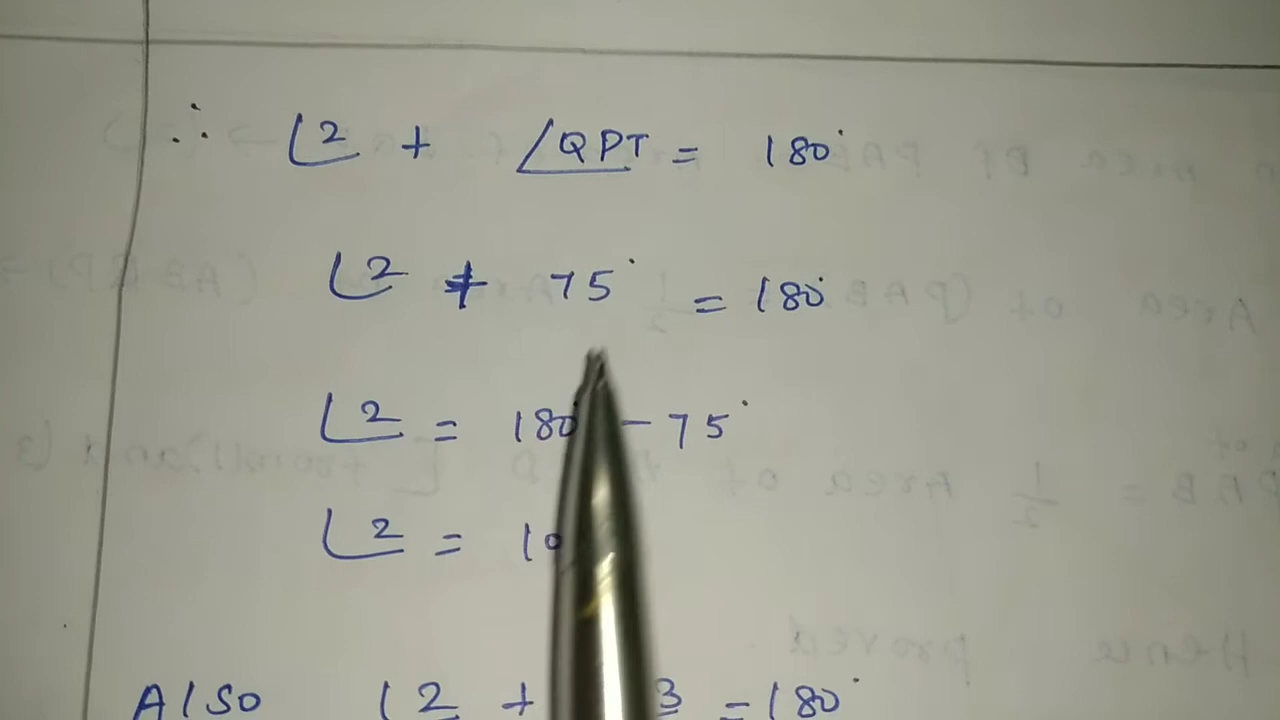 ∴ ∠2 + ∠QPT = 180°
∠2 + 75° = 180°
∠2 = 180° - 75°
∠2 = 10
Also ∠2 + 3 = 180°